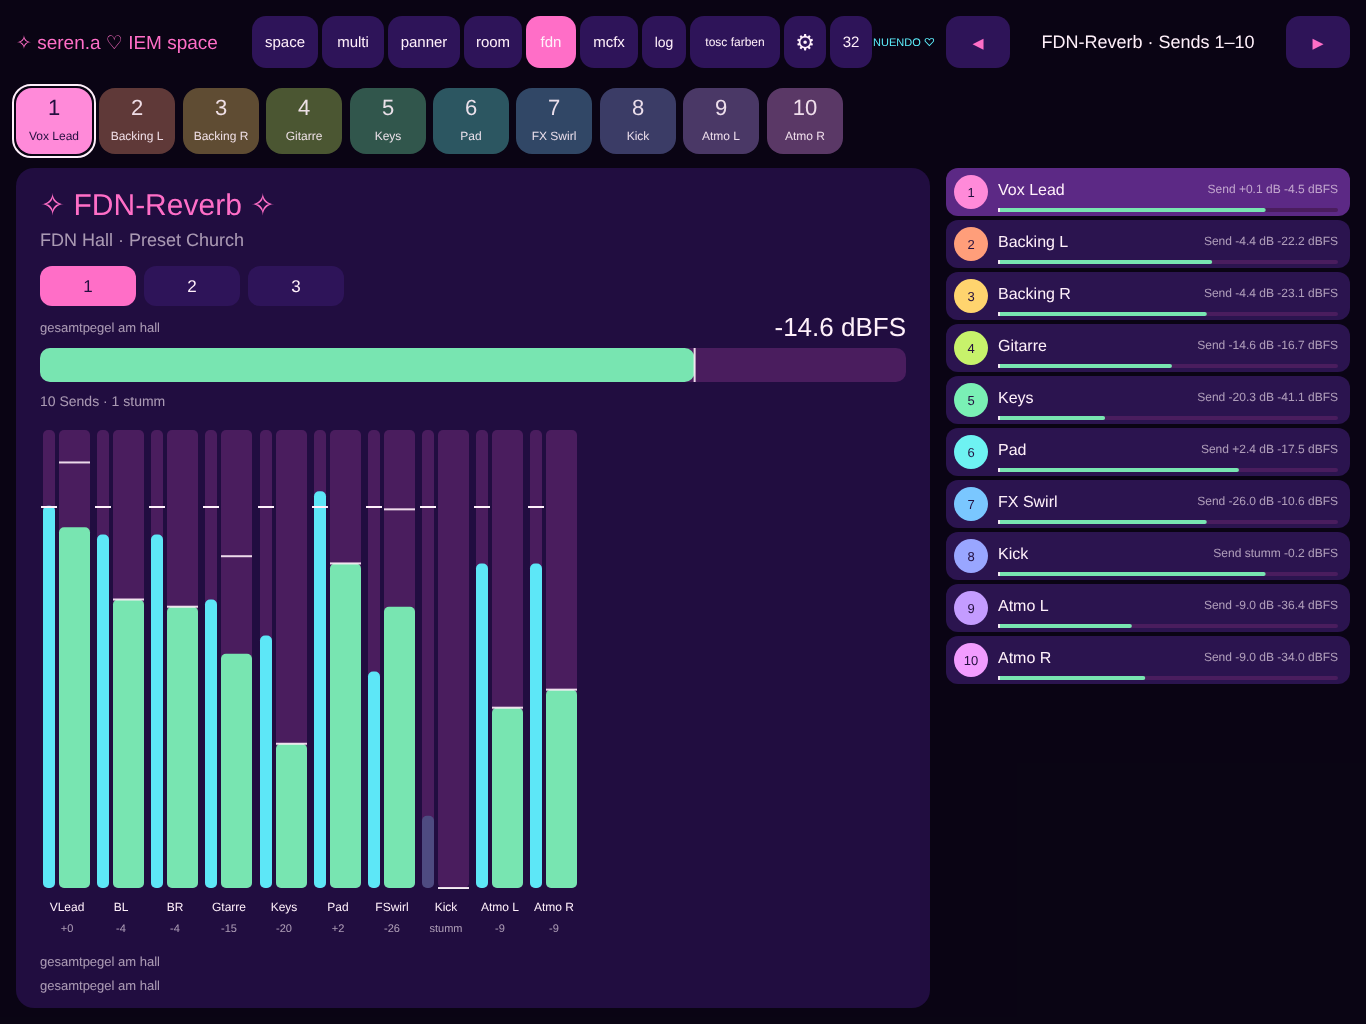 ✧ seren.a ♡ IEM space
space multi panner room fdn mcfx log tosc farben ⚙ 32 NUENDO ♡ ◀ FDN-Reverb · Sends 1–10 ▶
1 2 3 4 5 6 7 8 9 10
Vox Lead Backing L Backing R Gitarre Keys Pad FX Swirl Kick Atmo L Atmo R
✧ FDN-Reverb ✧
FDN Hall · Preset Church
1 2 3
gesamtpegel am hall -14.6 dBFS
10 Sends · 1 stumm
VLead BL BR Gtarre Keys Pad FSwirl Kick Atmo L Atmo R
+0 -4 -4 -15 -20 +2 -26 stumm -9 -9
gesamtpegel am hall
gesamtpegel am hall
1 Vox Lead Send +0.1 dB -4.5 dBFS
2 Backing L Send -4.4 dB -22.2 dBFS
3 Backing R Send -4.4 dB -23.1 dBFS
4 Gitarre Send -14.6 dB -16.7 dBFS
5 Keys Send -20.3 dB -41.1 dBFS
6 Pad Send +2.4 dB -17.5 dBFS
7 FX Swirl Send -26.0 dB -10.6 dBFS
8 Kick Send stumm -0.2 dBFS
9 Atmo L Send -9.0 dB -36.4 dBFS
10 Atmo R Send -9.0 dB -34.0 dBFS